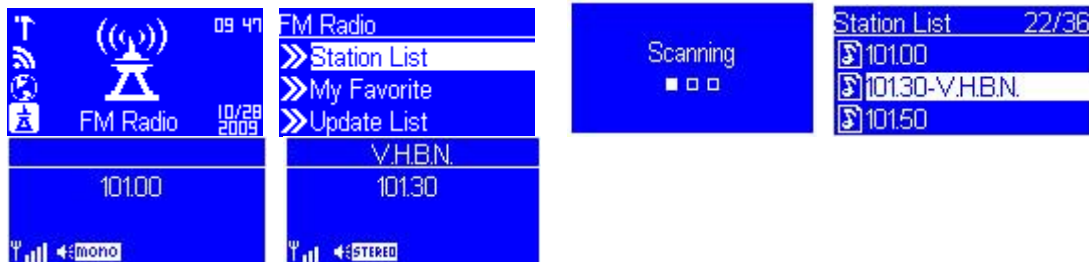 09 47
FM Radio
10/28
2009
FM Radio
Station List
My Favorite
Update List
Scanning
Station List 22/36
101.00
101.30-V.H.B.N.
101.50
101.00
mono
V.H.B.N.
101.30
STEREO